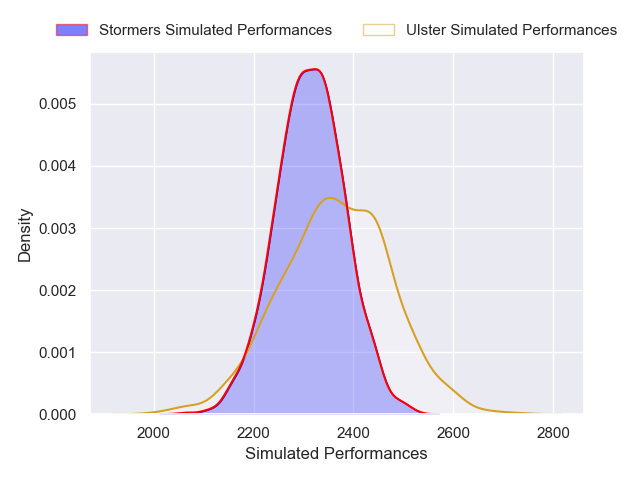 Stormers Simulated Performances Ulster Simulated Performances
0.005
0.004
0.003
0.002
0.001
0.000
Density
2000 2200 2400 2600 2800
Simulated Performances